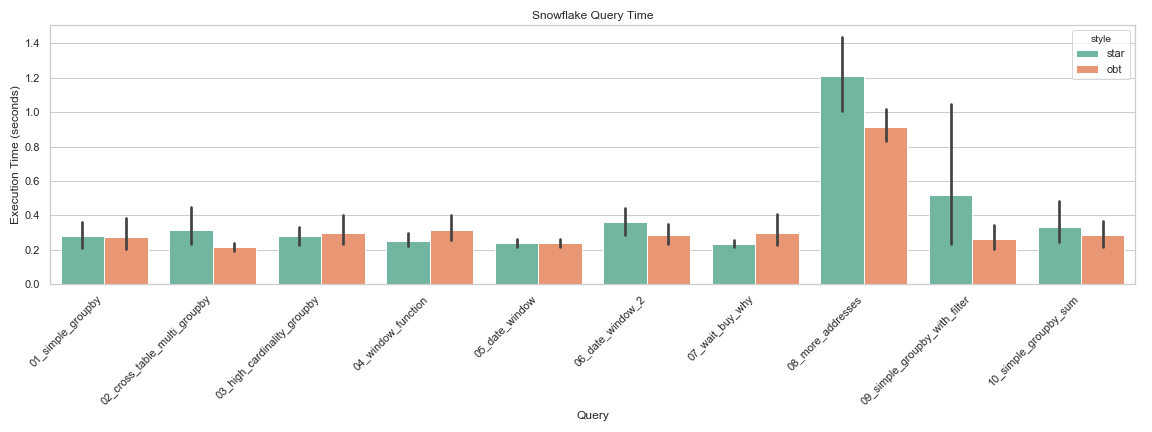 Snowflake Query Time
style
star
obt
Execution Time (seconds)
1.4
1.2
1.0
0.8
0.6
0.4
0.2
0.0
01_simple_groupby
02_cross_table_multi_groupby
03_high_cardinality_groupby
04_window_function
05_date_window
06_date_window_2
07_wait_buy_why
08_more_addresses
09_simple_groupby_with_filter
10_simple_groupby_sum
Query